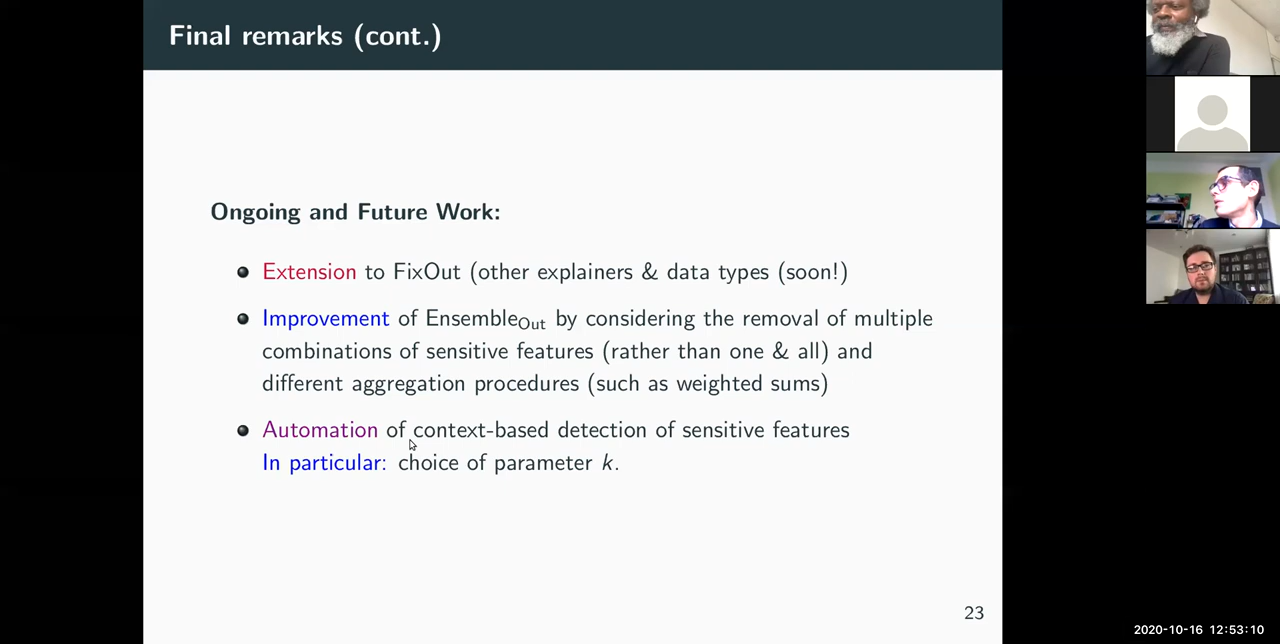 Final remarks (cont.)
Ongoing and Future Work:
Extension to FixOut (other explainers & data types (soon!)
Improvement of EnsembleOut by considering the removal of multiple
combinations of sensitive features (rather than one & all) and
different aggregation procedures (such as weighted sums)
Automation of context-based detection of sensitive features
In particular: choice of parameter k.
23
2020-10-16 12:53:10